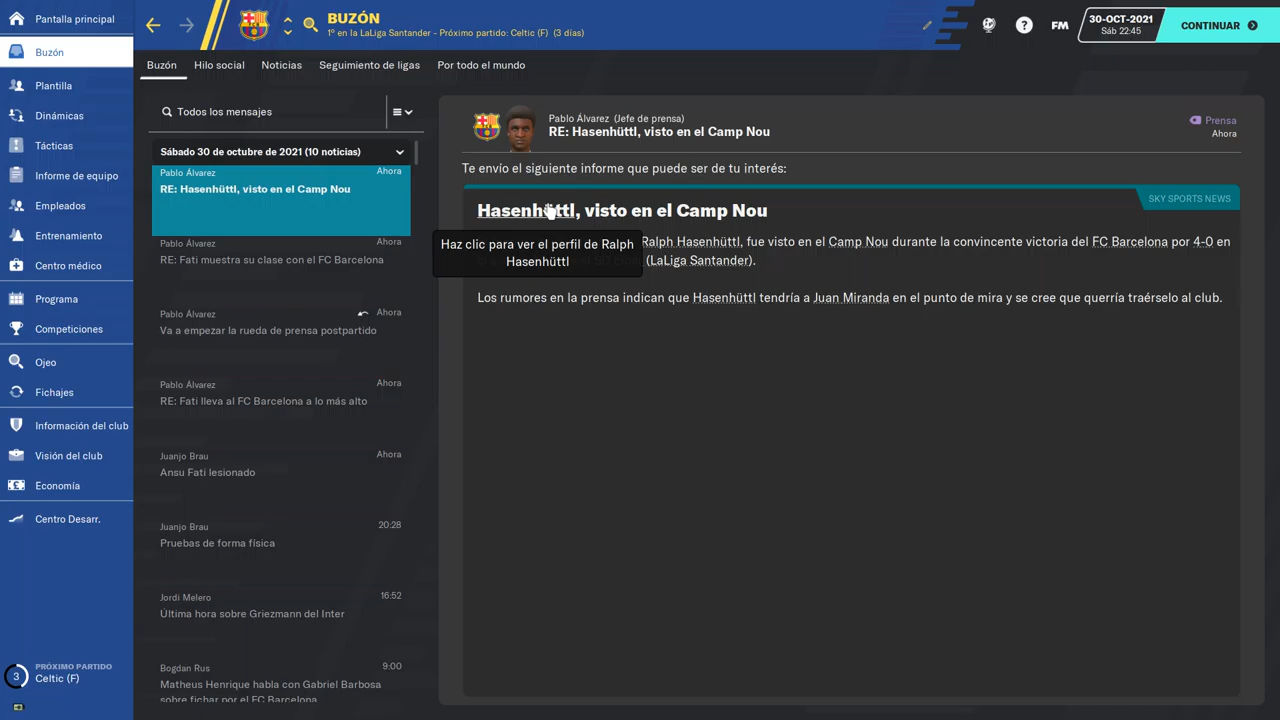 Pantalla principal
Buzón
Plantilla
Dinámicas
Tácticas
Informe de equipo
Empleados
Entrenamiento
Centro médico
Programa
Competiciones
Ojeo
Fichajes
Información del club
Visión del club
Economía
Centro Desarr.
3
PRÓXIMO PARTIDO
Celtic (F)
BUZÓN
1º en la LaLiga Santander - Próximo partido: Celtic (F) (3 días)
?
FM
30-OCT-2021
Sáb 22:45
CONTINUAR
Buzón
Hilo social
Noticias
Seguimiento de ligas
Por todo el mundo
Todos los mensajes
Sábado 30 de octubre de 2021 (10 noticias)
Pablo Álvarez
Ahora
RE: Hasenhüttl, visto en el Camp Nou
Pablo Álvarez
Ahora
RE: Fati muestra su clase con el FC Barcelona
Pablo Álvarez
Ahora
Va a empezar la rueda de prensa postpartido
Pablo Álvarez
Ahora
RE: Fati lleva al FC Barcelona a lo más alto
Juanjo Brau
Ahora
Ansu Fati lesionado
Juanjo Brau
20:28
Pruebas de forma física
Jordi Melero
16:52
Última hora sobre Griezmann del Inter
Bogdan Rus
9:00
Matheus Henrique habla con Gabriel Barbosa
sobre fichar por el FC Barcelona
Pablo Álvarez (Jefe de prensa)
RE: Hasenhüttl, visto en el Camp Nou
Prensa
Ahora
Te envío el siguiente informe que puede ser de tu interés:
SKY SPORTS NEWS
Hasenhüttl, visto en el Camp Nou
Haz clic para ver el perfil de Ralph
Hasenhüttl
Ralph Hasenhüttl, fue visto en el Camp Nou durante la convincente victoria del FC Barcelona por 4-0 en
(LaLiga Santander).
Los rumores en la prensa indican que Hasenhüttl tendría a Juan Miranda en el punto de mira y se cree que querría traérselo al club.